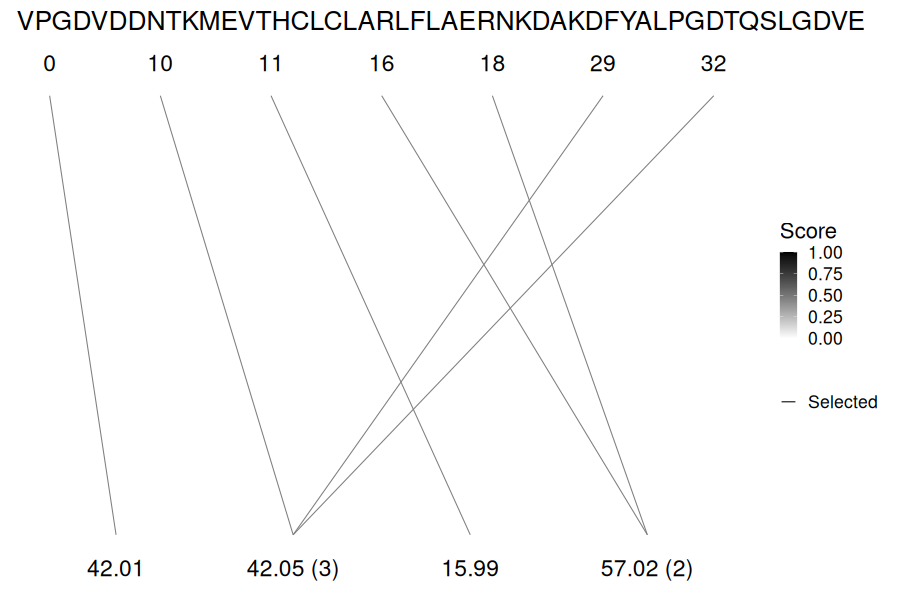 VPGDVDDNTKMEVTHCLCLARLFLAERNKDAKDFYALPGDTQSLGDVE
0 10 11 16 18 29 32
Score
1.00
0.75
0.50
0.25
0.00
Selected
42.01 42.05 (3) 15.99 57.02 (2)